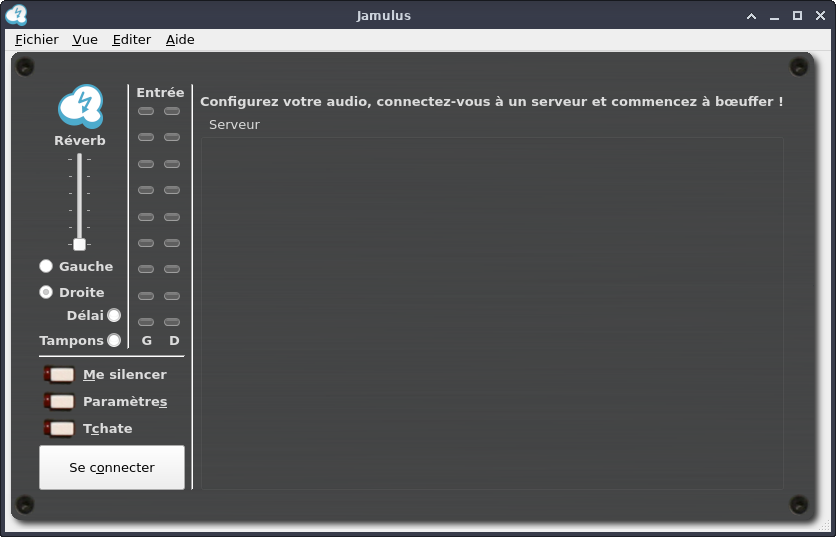 Jamulus
Fichier Vue Editer Aide
Entrée
Configurez votre audio, connectez-vous à un serveur et commencez à bœuffer !
Serveur
Réverb
Gauche
Droite
Délai
Tampons
G D
Me silencer
Paramètres
Tchate
Se connecter